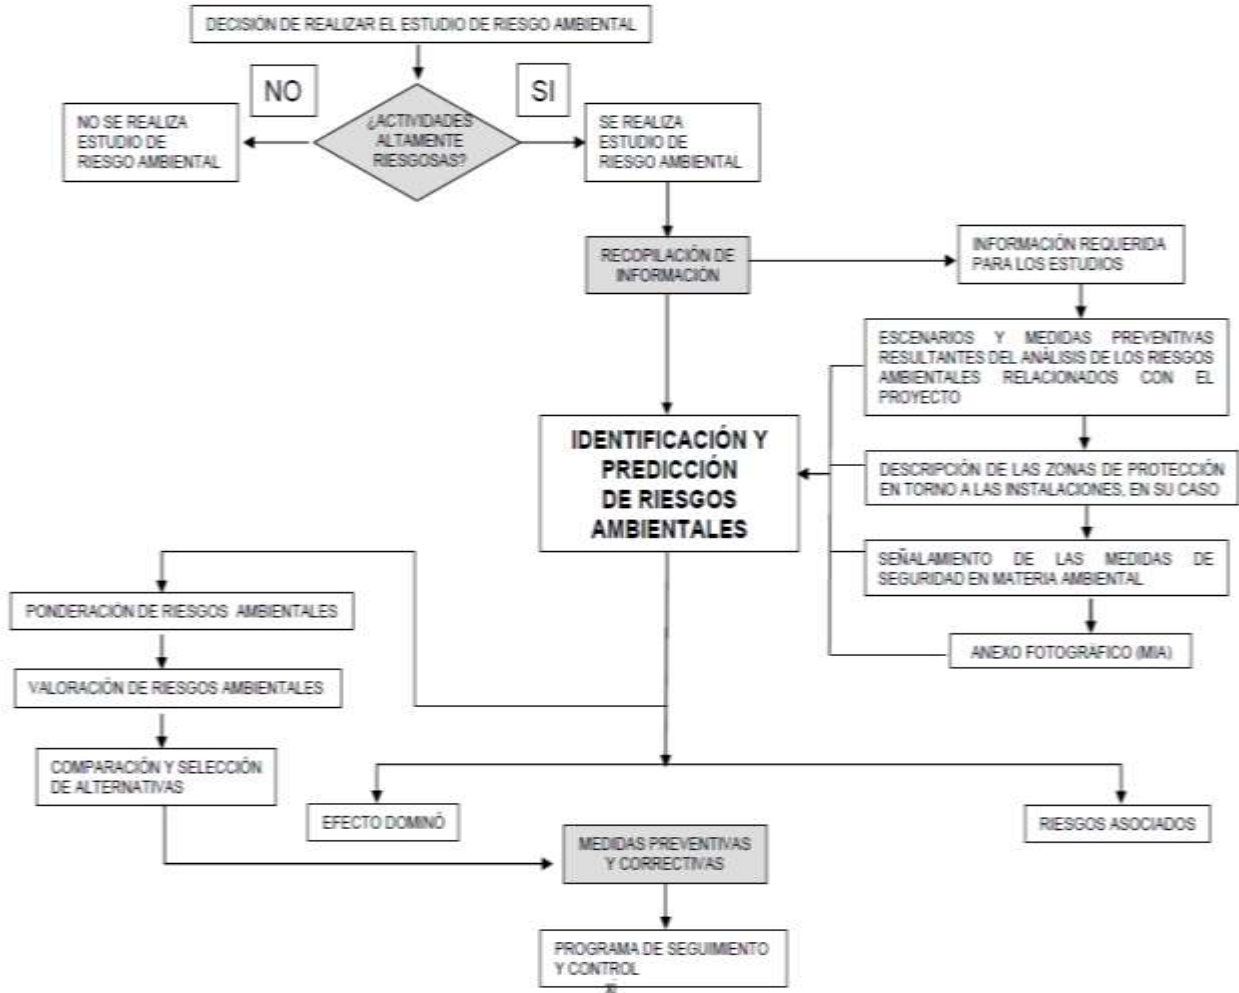 DECISIÓN DE REALIZAR EL ESTUDIO DE RIESGO AMBIENTAL
NO
SI
¿ACTIVIDADES
ALTAMENTE
RIESGOSAS?
NO SE REALIZA
ESTUDIO DE
RIESGO AMBIENTAL
SE REALIZA
ESTUDIO DE
RIESGO AMBIENTAL
RECOPILACIÓN DE
INFORMACIÓN
INFORMACIÓN REQUERIDA
PARA LOS ESTUDIOS
ESCENARIOS Y MEDIDAS PREVENTIVAS
RESULTANTES DEL ANÁLISIS DE LOS RIESGOS
AMBIENTALES RELACIONADOS CON EL
PROYECTO
IDENTIFICACIÓN Y
PREDICCIÓN
DE RIESGOS
AMBIENTALES
DESCRIPCIÓN DE LAS ZONAS DE PROTECCIÓN
EN TORNO A LAS INSTALACIONES, EN SU CASO
SEÑALAMIENTO DE LAS MEDIDAS DE
SEGURIDAD EN MATERIA AMBIENTAL
ANEXO FOTOGRÁFICO (MIA)
PONDERACIÓN DE RIESGOS AMBIENTALES
VALORACIÓN DE RIESGOS AMBIENTALES
COMPARACIÓN Y SELECCIÓN
DE ALTERNATIVAS
EFECTO DOMINÓ
RIESGOS ASOCIADOS
MEDIDAS PREVENTIVAS
Y CORRECTIVAS
PROGRAMA DE SEGUIMIENTO
Y CONTROL